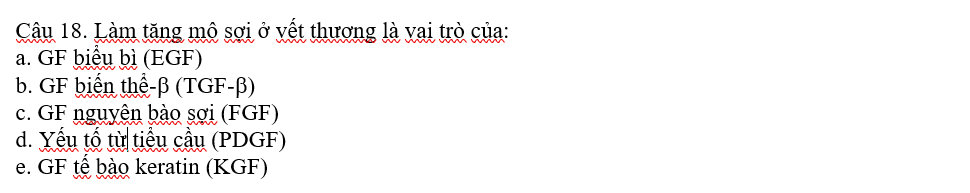 Câu 18. Làm tăng mô sợi ở vết thương là vai trò của:
a. GF biểu bì (EGF)
b. GF biến thể-β (TGF-β)
c. GF nguyên bào sợi (FGF)
d. Yếu tố từ tiểu cầu (PDGF)
e. GF tế bào keratin (KGF)